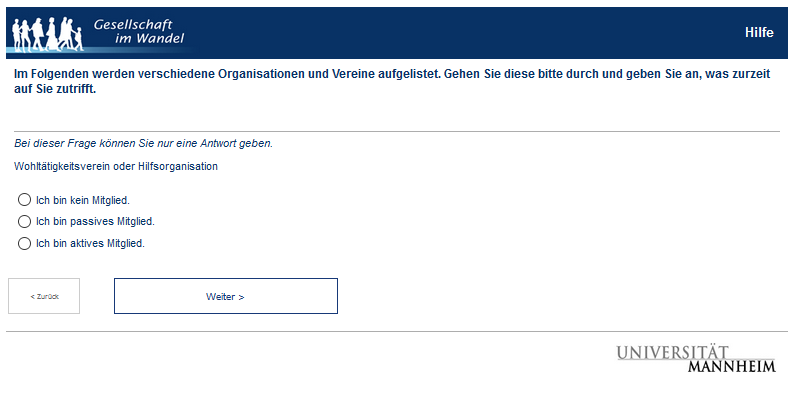 Gesellschaft
im Wandel
Hilfe
Im Folgenden werden verschiedene Organisationen und Vereine aufgelistet. Gehen Sie diese bitte durch und geben Sie an, was zurzeit
auf Sie zutrifft.
Bei dieser Frage können Sie nur eine Antwort geben.
Wohltätigkeitsverein oder Hilfsorganisation
Ich bin kein Mitglied.
Ich bin passives Mitglied.
Ich bin aktives Mitglied.
< Zurück
Weiter >
UNIVERSITÄT
MANNHEIM